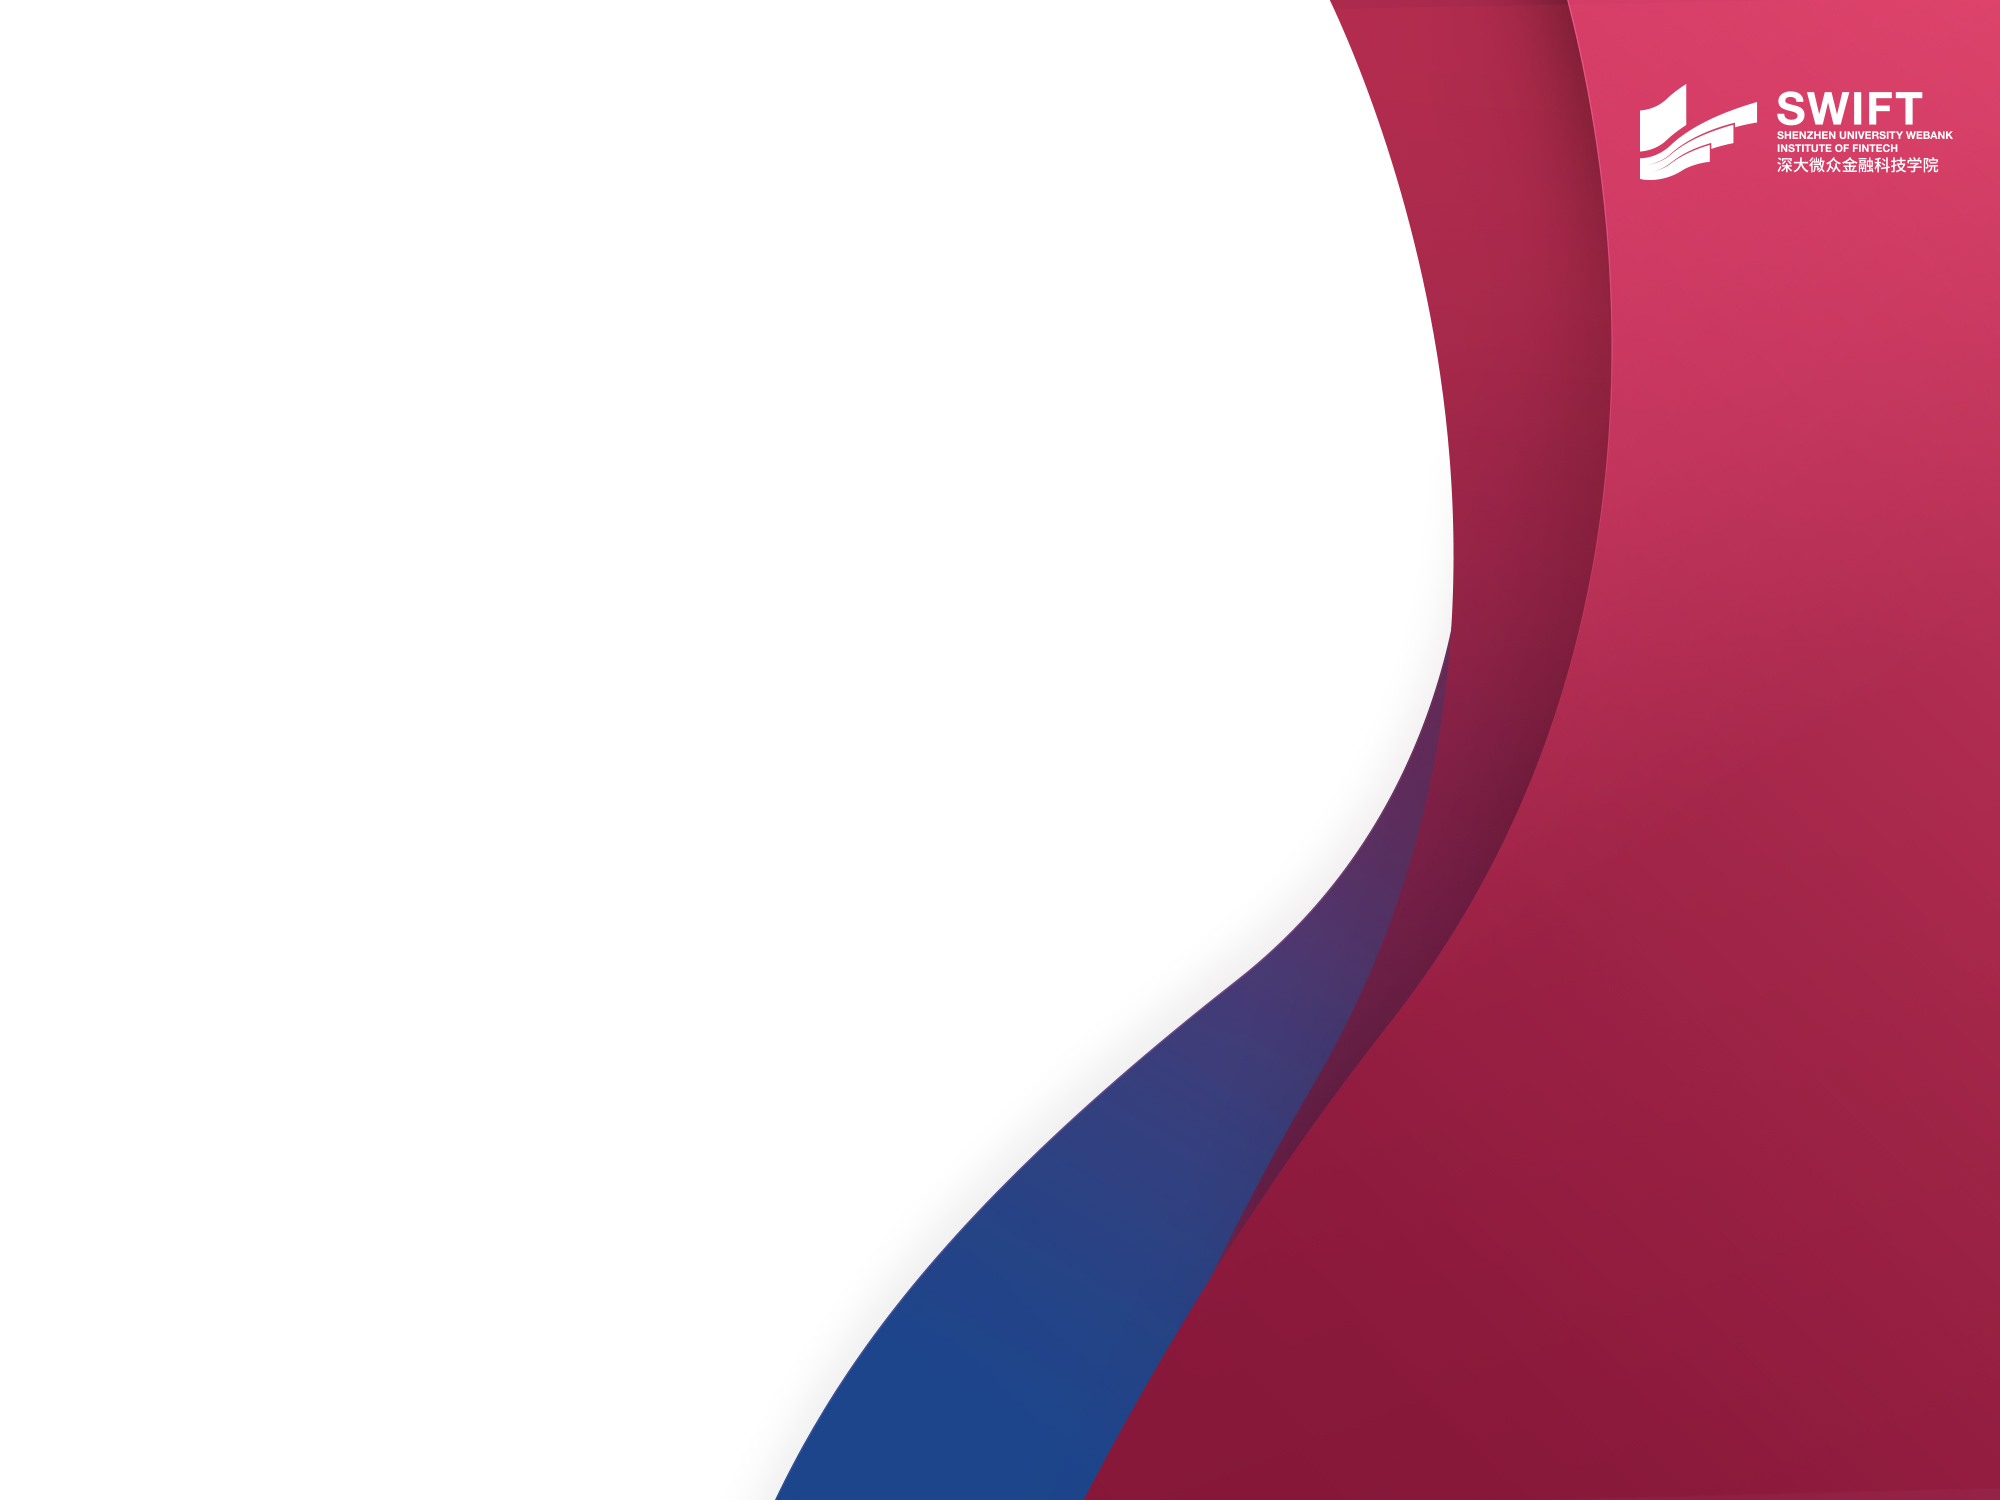 SWIFT
SHENZHEN UNIVERSITY WEBANK
INSTITUTE OF FINTECH
深大微众金融科技学院